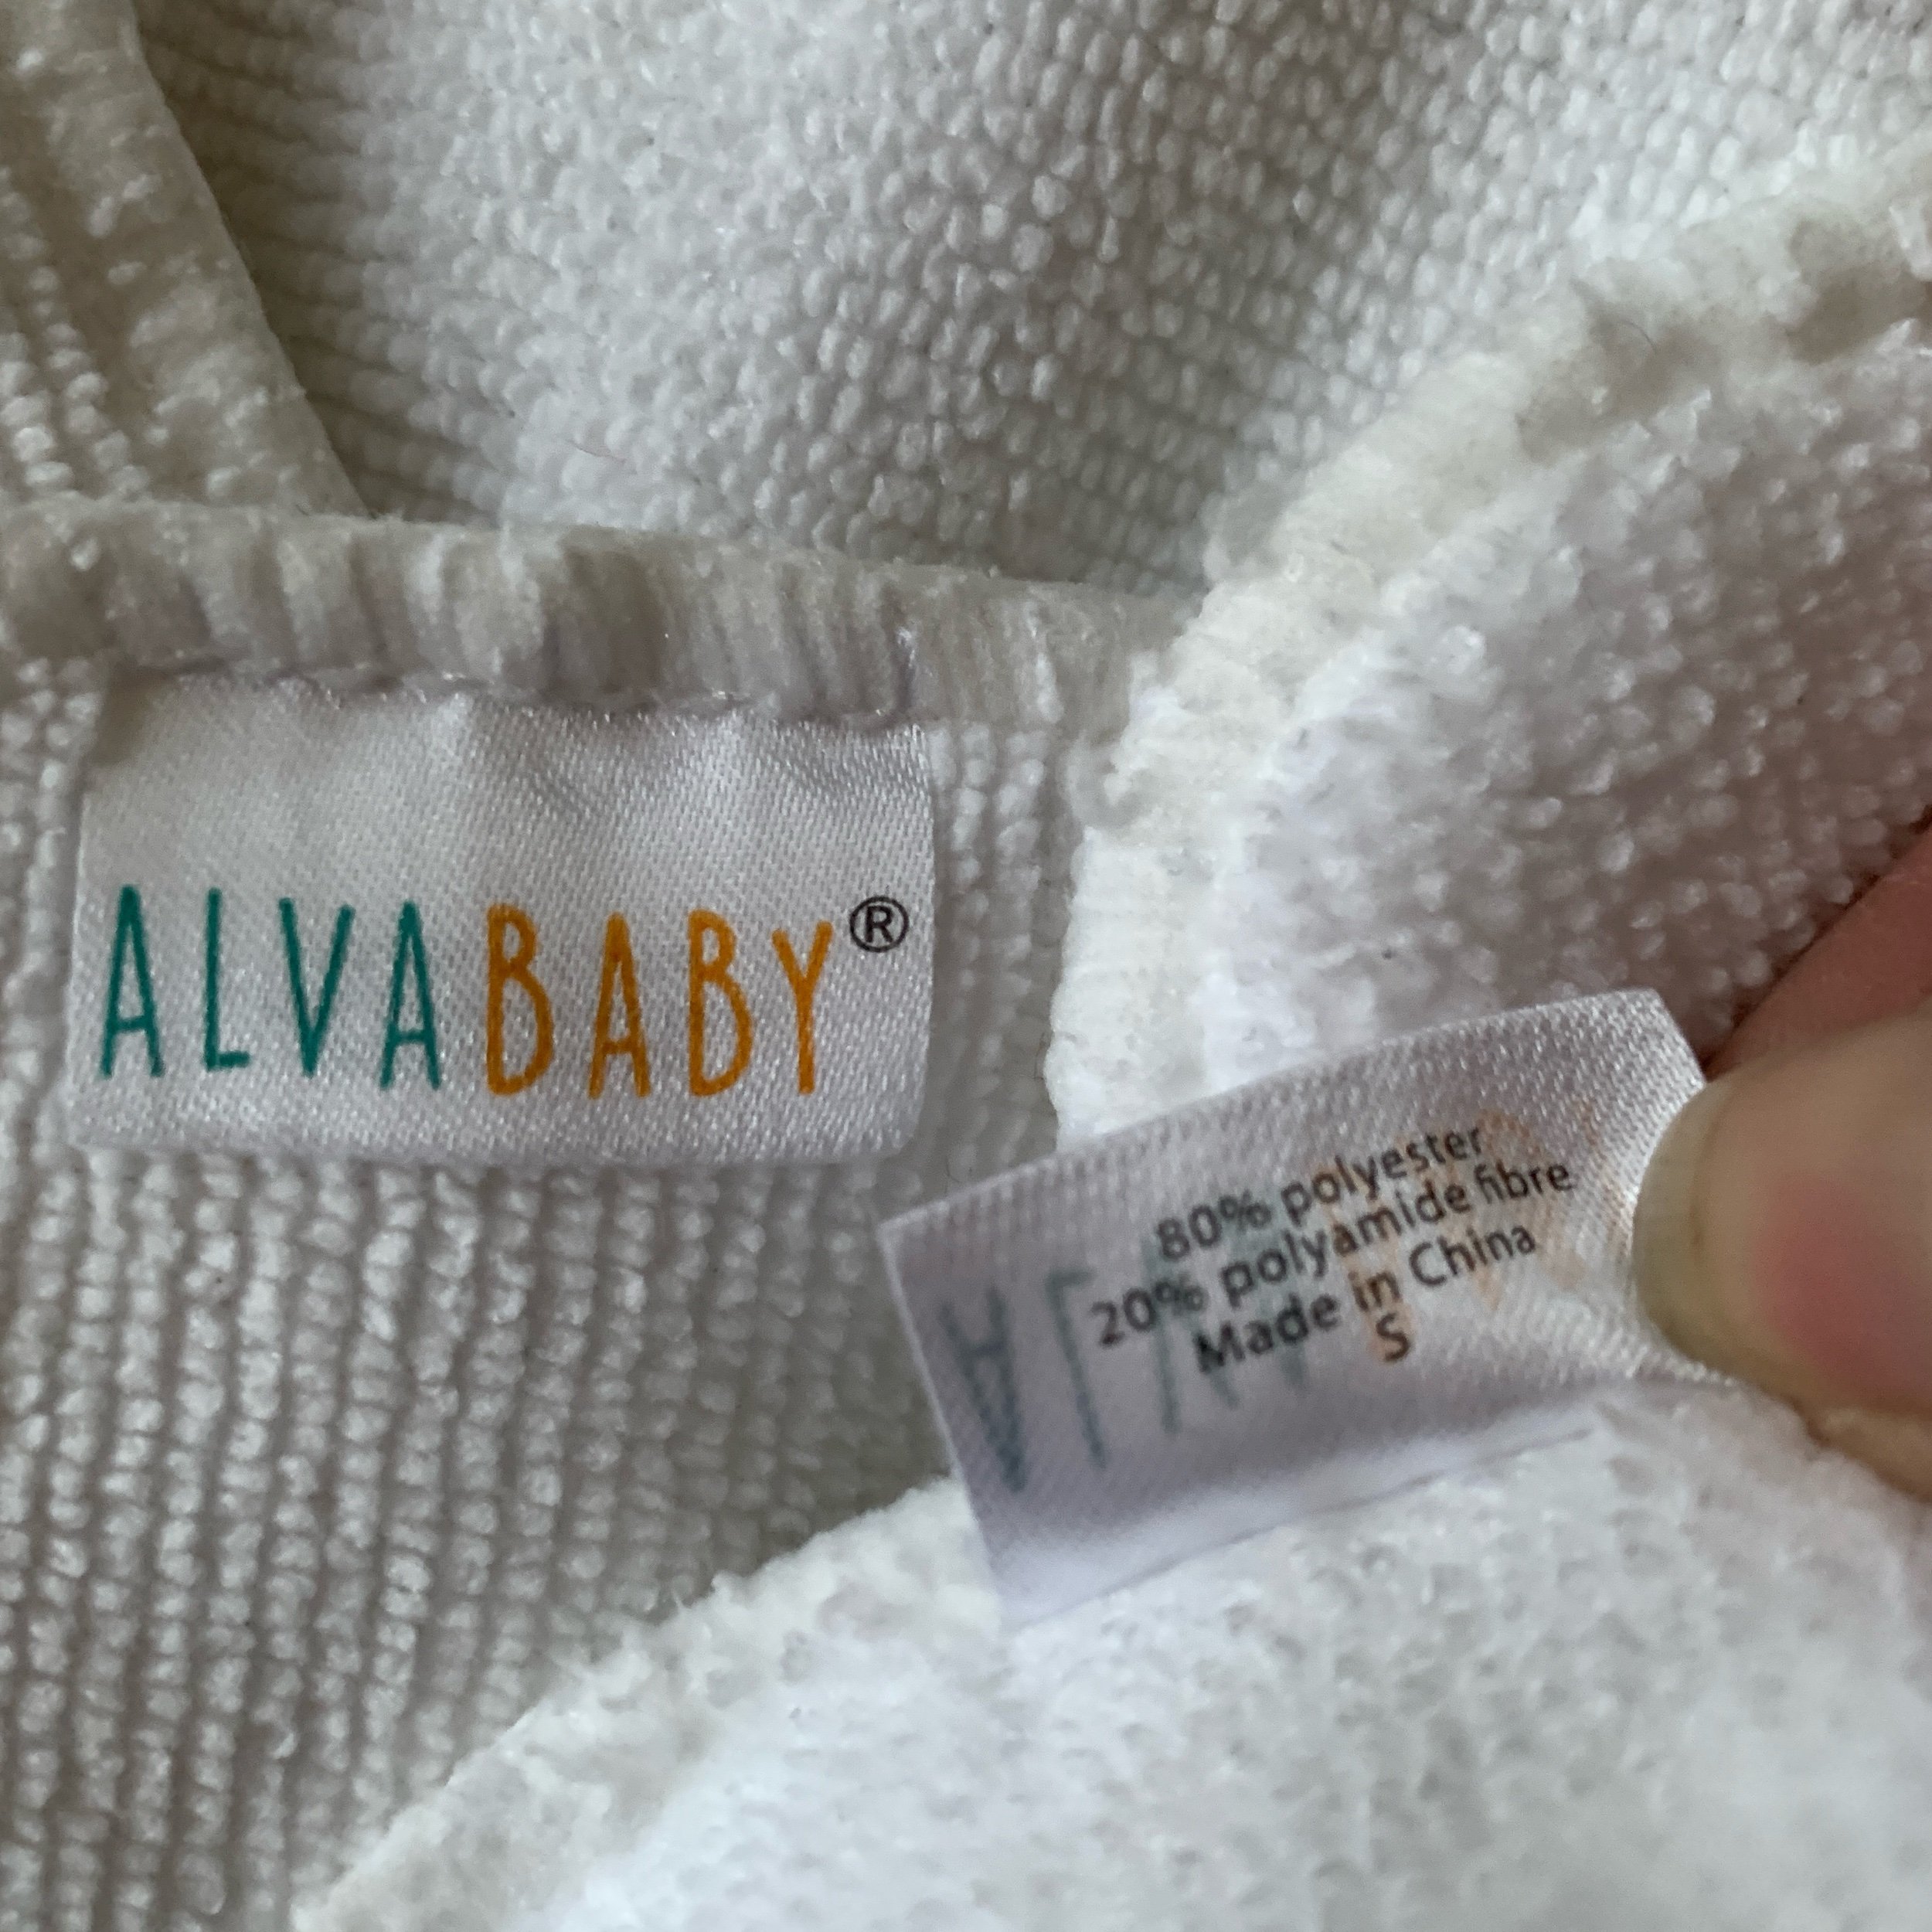 ALVABABY®
80% polyester
20% polyamide fibre
Made in China
S